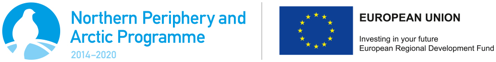 Northern Periphery and
Arctic Programme
2014–2020
EUROPEAN UNION
Investing in your future
European Regional Development Fund